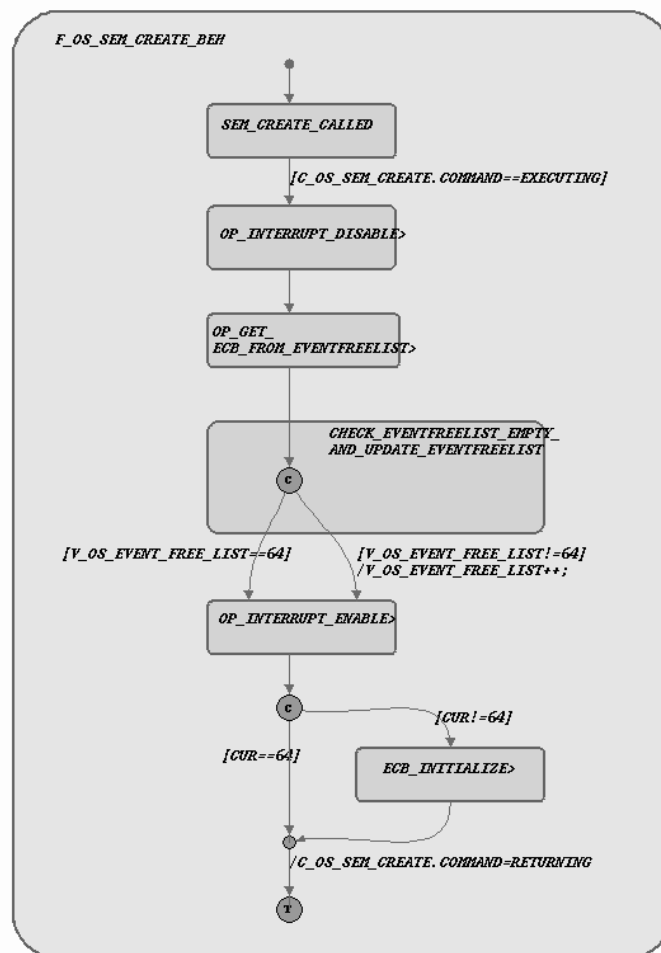 F_OS_SEM_CREATE_BEH
SEM_CREATE_CALLED
[C_OS_SEM_CREATE.COMMAND==EXECUTING]
OP_INTERRUPT_DISABLE>
OP_GET_
ECB_FROM_EVENTFREELIST>
CHECK_EVENTFREELIST_EMPTY_
AND_UPDATE_EVENTFREELIST
C
[V_OS_EVENT_FREE_LIST==64]
[V_OS_EVENT_FREE_LIST!=64]
/V_OS_EVENT_FREE_LIST++;
OP_INTERRUPT_ENABLE>
C
[CUR!=64]
[CUR==64]
ECB_INITIALIZE>
/C_OS_SEM_CREATE.COMMAND=RETURNING
T